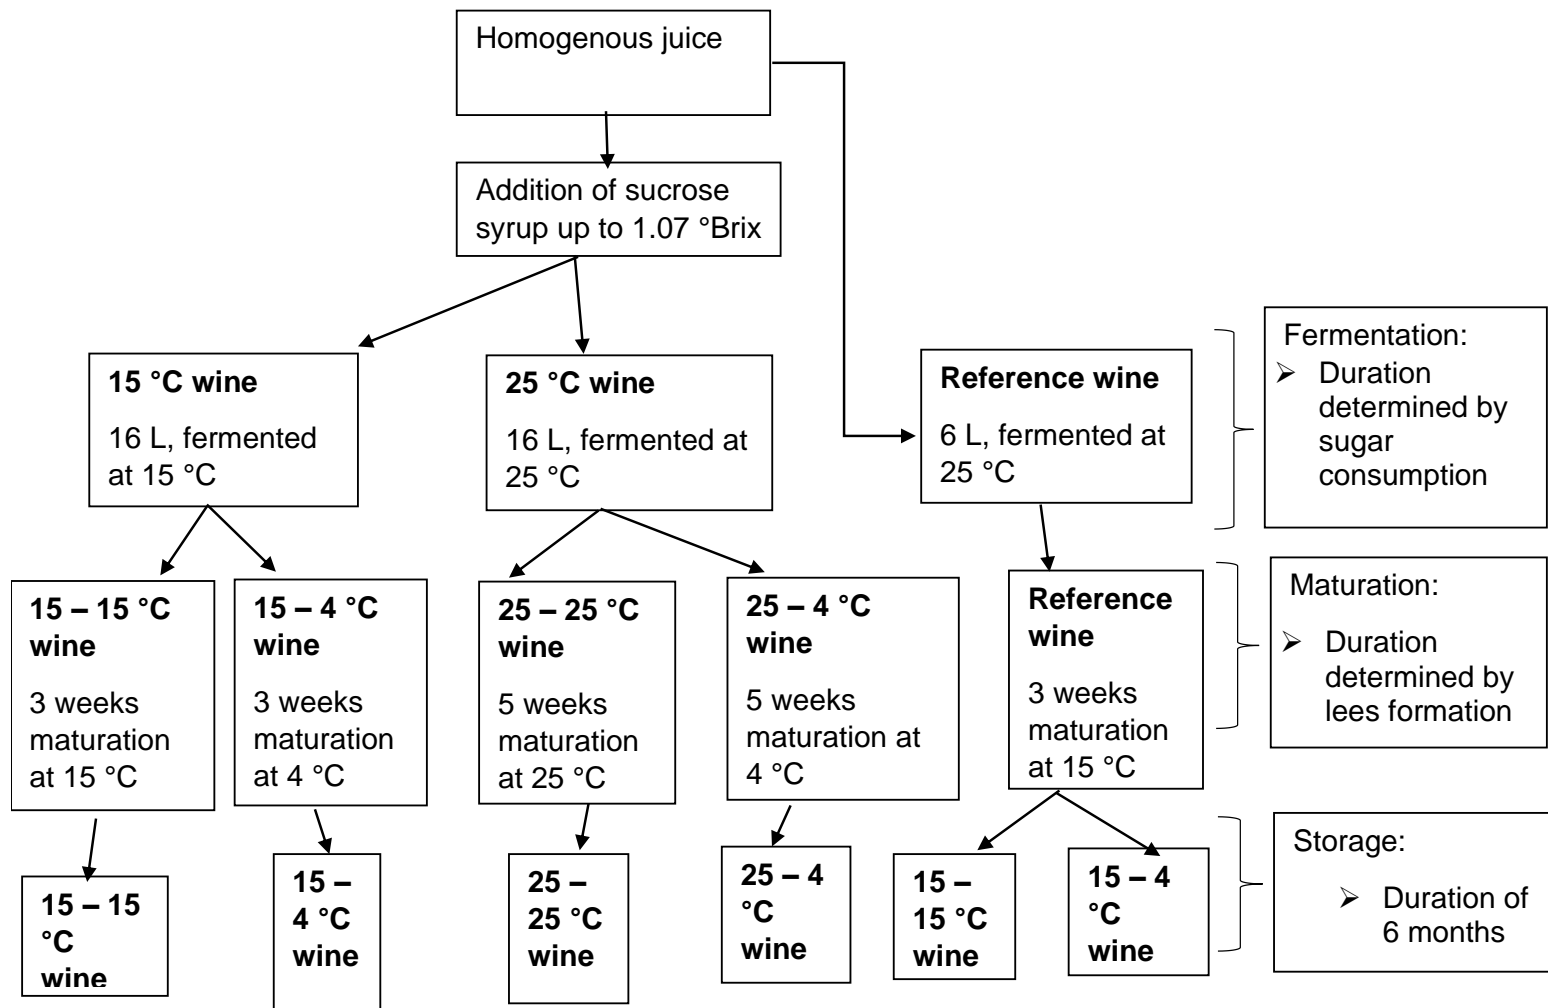 Homogenous juice
Addition of sucrose
syrup up to 1.07 °Brix
15 °C wine
16 L, fermented
at 15 °C
25 °C wine
16 L, fermented at
25 °C
Reference wine
6 L, fermented at
25 °C
Fermentation:
➢ Duration
determined by
sugar
consumption
15 – 15 °C
wine
3 weeks
maturation
at 15 °C
15 – 4 °C
wine
3 weeks
maturation
at 4 °C
25 – 25 °C
wine
5 weeks
maturation
at 25 °C
25 – 4 °C
wine
5 weeks
maturation at
4 °C
Reference
wine
3 weeks
maturation
at 15 °C
Maturation:
➢ Duration
determined by
lees formation
15 – 15
°C
wine
15 –
4 °C
wine
25 –
25 °C
wine
25 – 4
°C
wine
15 –
15 °C
wine
15 – 4
°C
wine
Storage:
➢ Duration of
6 months